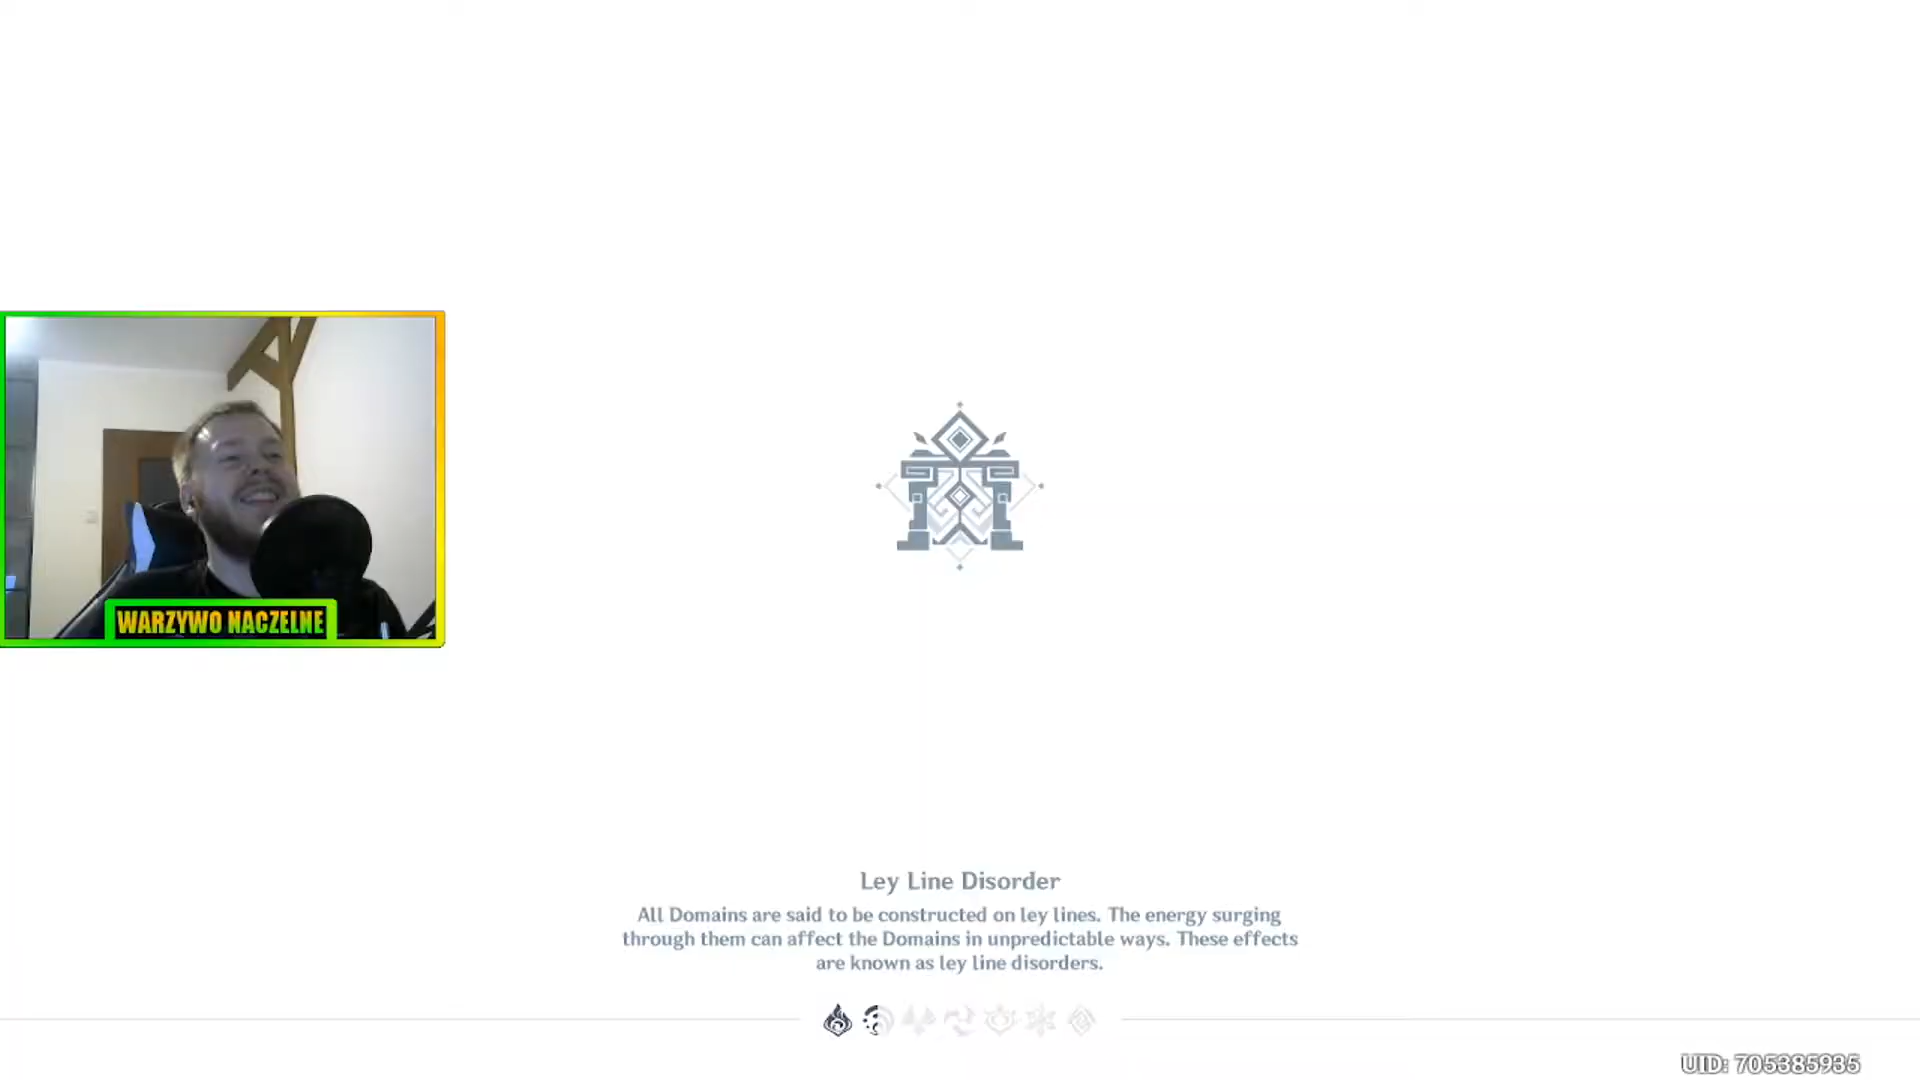 WARZYWO NACZELNE
Ley Line Disorder
All Domains are said to be constructed on ley lines. The energy surging
through them can affect the Domains in unpredictable ways. These effects
are known as ley line disorders.
UID: 705385935